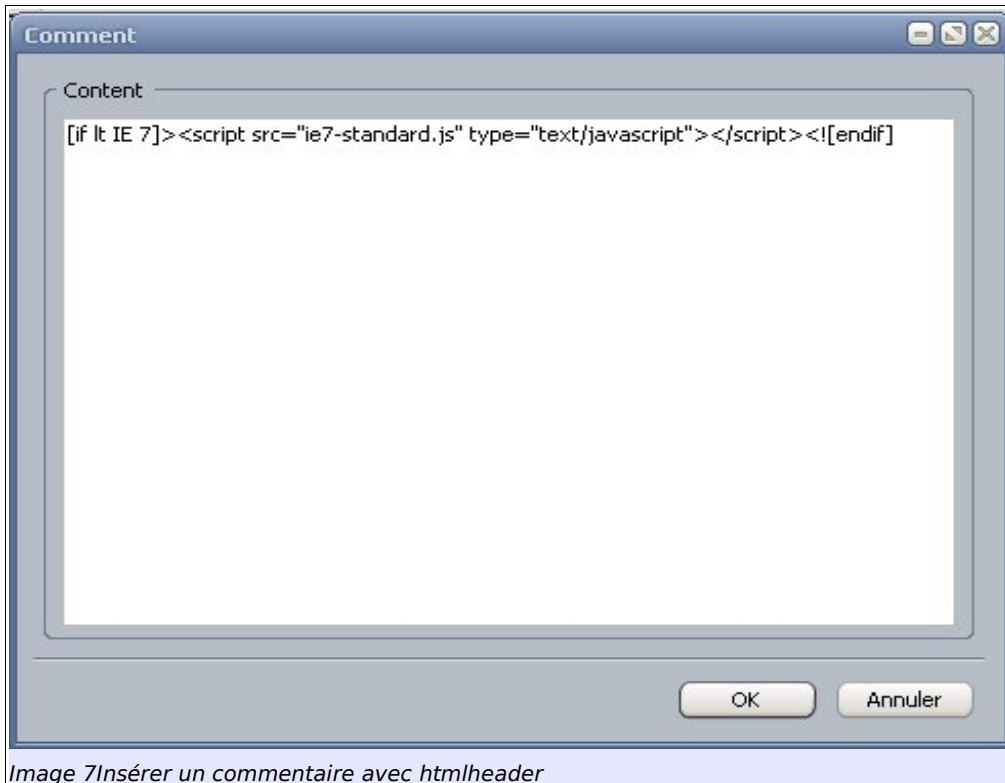 Comment
Content
[if lt IE 7]><script src="ie7-standard.js" type="text/javascript"></script><![endif]
OK
Annuler
Image 7Insérer un commentaire avec htmlheader